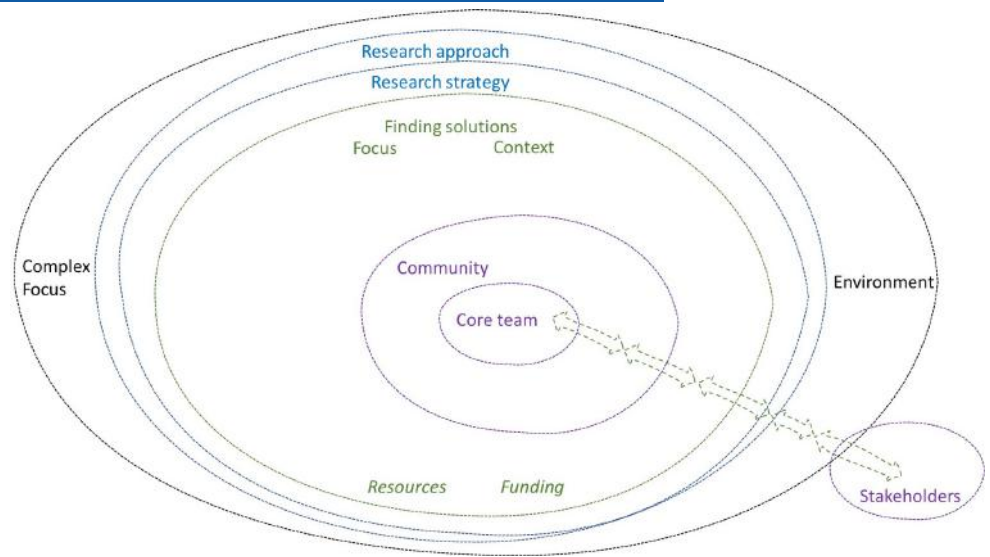 Research approach
Research strategy
Finding solutions
Focus Context
Community
Complex
Focus
Environment
Core team
Resources Funding
Stakeholders